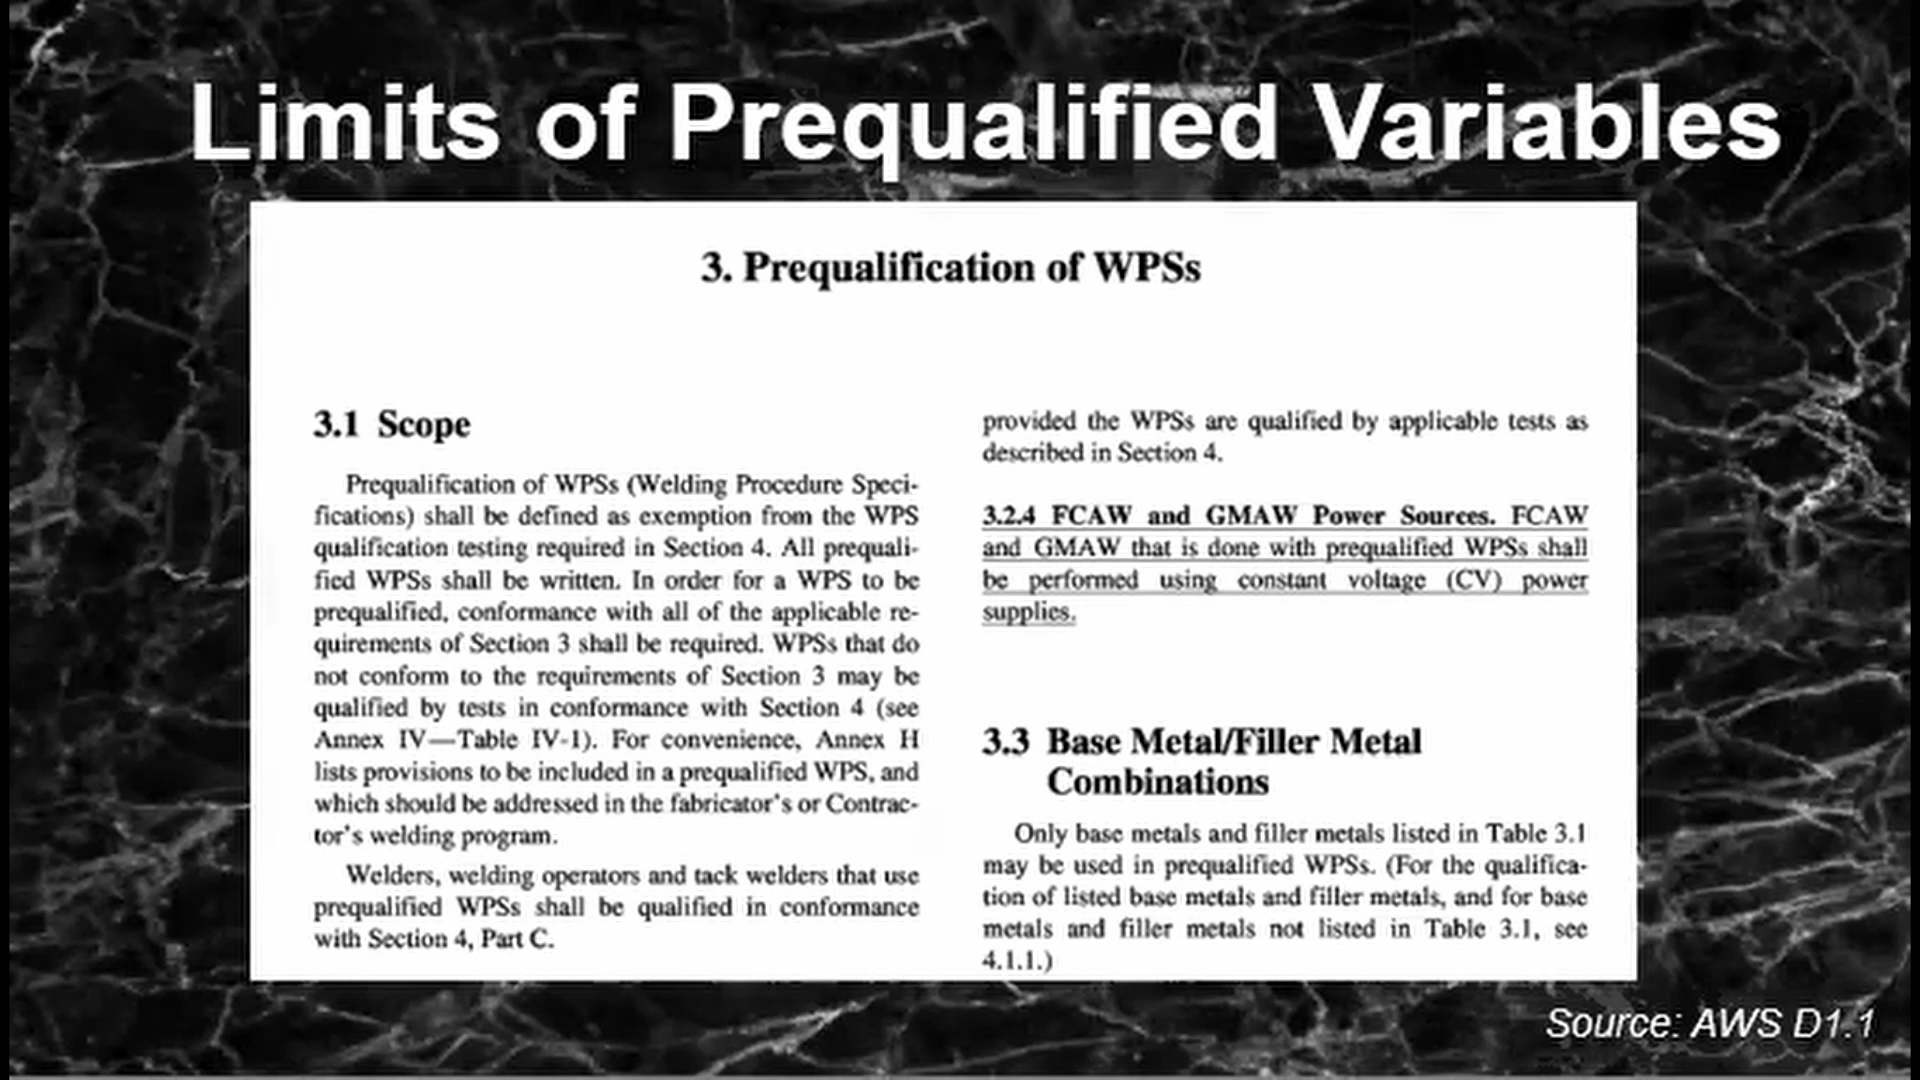 Limits of Prequalified Variables
3. Prequalification of WPSs
3.1 Scope
Prequalification of WPSs (Welding Procedure Speci-
fications) shall be defined as exemption from the WPS
qualification testing required in Section 4. All prequali-
fied WPSs shall be written. In order for a WPS to be
prequalified, conformance with all of the applicable re-
quirements of Section 3 shall be required. WPSs that do
not conform to the requirements of Section 3 may be
qualified by tests in conformance with Section 4 (see
Annex IV—Table IV-1). For convenience, Annex H
lists provisions to be included in a prequalified WPS, and
which should be addressed in the fabricator's or Contrac-
tor's welding program.
Welders, welding operators and tack welders that use
prequalified WPSs shall be qualified in conformance
with Section 4, Part C.
provided the WPSs are qualified by applicable tests as
described in Section 4.
3.2.4 FCAW and GMAW Power Sources. FCAW
and GMAW that is done with prequalified WPSs shall
be performed using constant voltage (CV) power
supplies.
3.3 Base Metal/Filler Metal
Combinations
Only base metals and filler metals listed in Table 3.1
may be used in prequalified WPSs. (For the qualifica-
tion of listed base metals and filler metals, and for base
metals and filler metals not listed in Table 3.1, see
4.1.1.)
Source: AWS D1.1